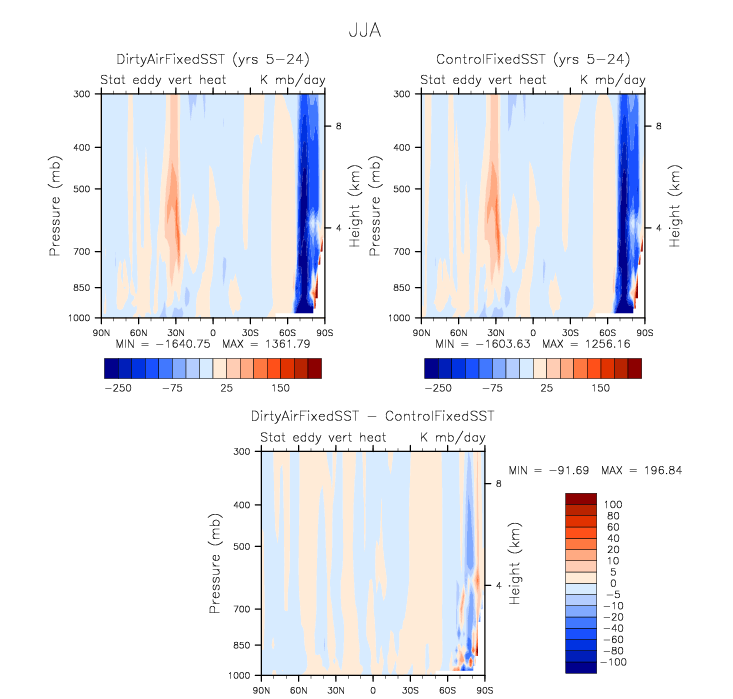 JJA
DirtyAirFixedSST (yrs 5-24)
Stat eddy vert heat K mb/day
Pressure (mb)
300
400
500
700
850
1000
8
4
Height (km)
90N 60N 30N 0 30S 60S 90S
MIN = -1640.75 MAX = 1361.79
-250 -75 25 150
ControlFixedSST (yrs 5-24)
Stat eddy vert heat K mb/day
Pressure (mb)
300
400
500
700
850
1000
8
4
Height (km)
90N 60N 30N 0 30S 60S 90S
MIN = -1603.63 MAX = 1256.16
-250 -75 25 150
DirtyAirFixedSST - ControlFixedSST
Stat eddy vert heat K mb/day
Pressure (mb)
300
400
500
700
850
1000
8
4
Height (km)
90N 60N 30N 0 30S 60S 90S
MIN = -91.69 MAX = 196.84
100
80
60
40
20
10
5
0
-5
-10
-20
-40
-60
-80
-100